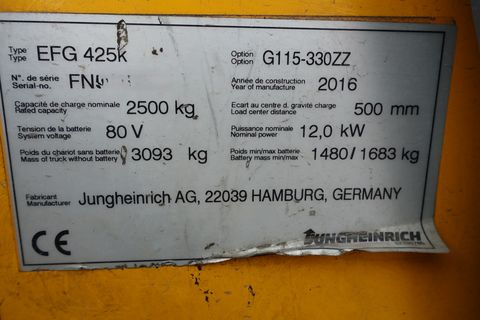 Type EFG 425k Option G115-330ZZ
Type Option
N°. de série Année de construction 2016
Serial-no. Year of manufacture
Capacité de charge nominale 2500 kg Ecart au centre d. gravité charge 500 mm
Rated capacity Load center distance
Tension de la batterie 80 V Puissance nominale 12,0 kW
System voltage Nominal power
Poids du chariot sans batterie 3093 kg Poids min/max batterie 1480/1683 kg
Mass of truck without battery Battery mass min/max
Fabricant Jungheinrich AG, 22039 HAMBURG, GERMANY
Manufacturer
CE JUNGHEINRICH